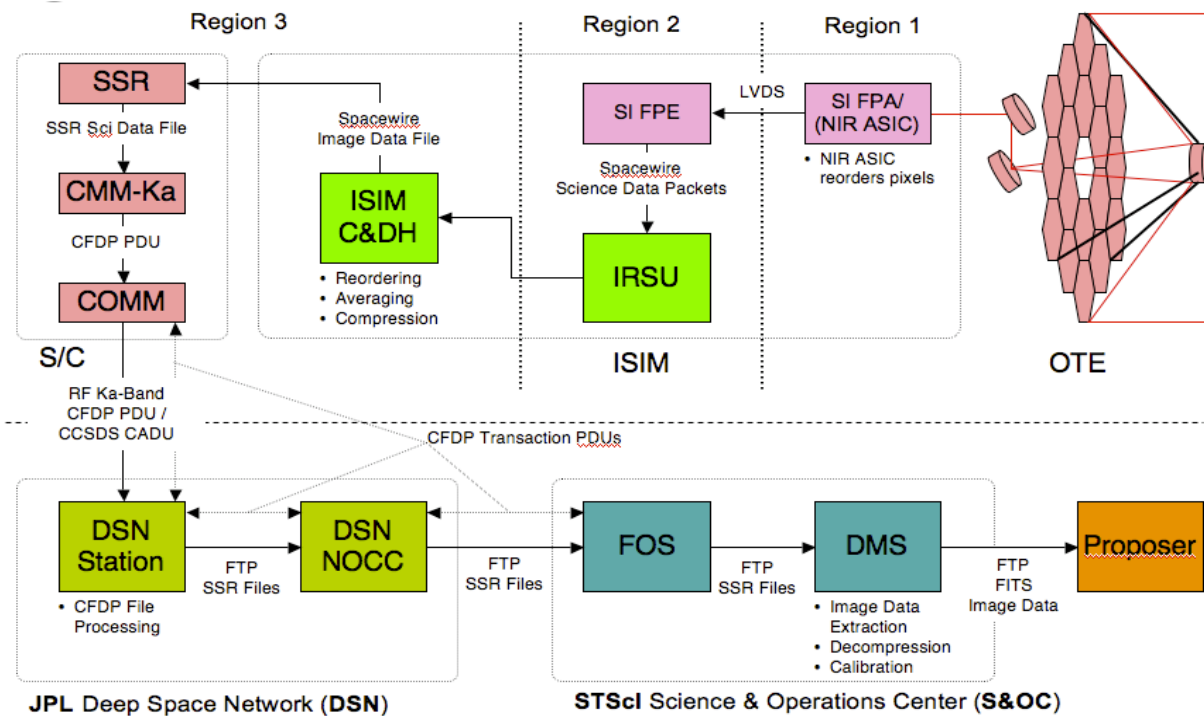 Region 3
Region 2
Region 1
SSR
SSR Sci Data File
CMM-Ka
CFDP PDU
COMM
S/C
Spacewire
Image Data File
ISIM
C&DH
• Reordering
• Averaging
• Compression
SI FPE
Spacewire
Science Data Packets
IRSU
ISIM
LVDS
SI FPA/
(NIR ASIC)
• NIR ASIC
reorders pixels
OTE
RF Ka-Band
CFDP PDU /
CCSDS CADU
CFDP Transaction PDUs
DSN
Station
• CFDP File
Processing
FTP
SSR Files
DSN
NOCC
FTP
SSR Files
FOS
FTP
SSR Files
DMS
• Image Data
Extraction
• Decompression
• Calibration
FTP
FITS
Image Data
Proposer
JPL Deep Space Network (DSN)
STScI Science & Operations Center (S&OC)